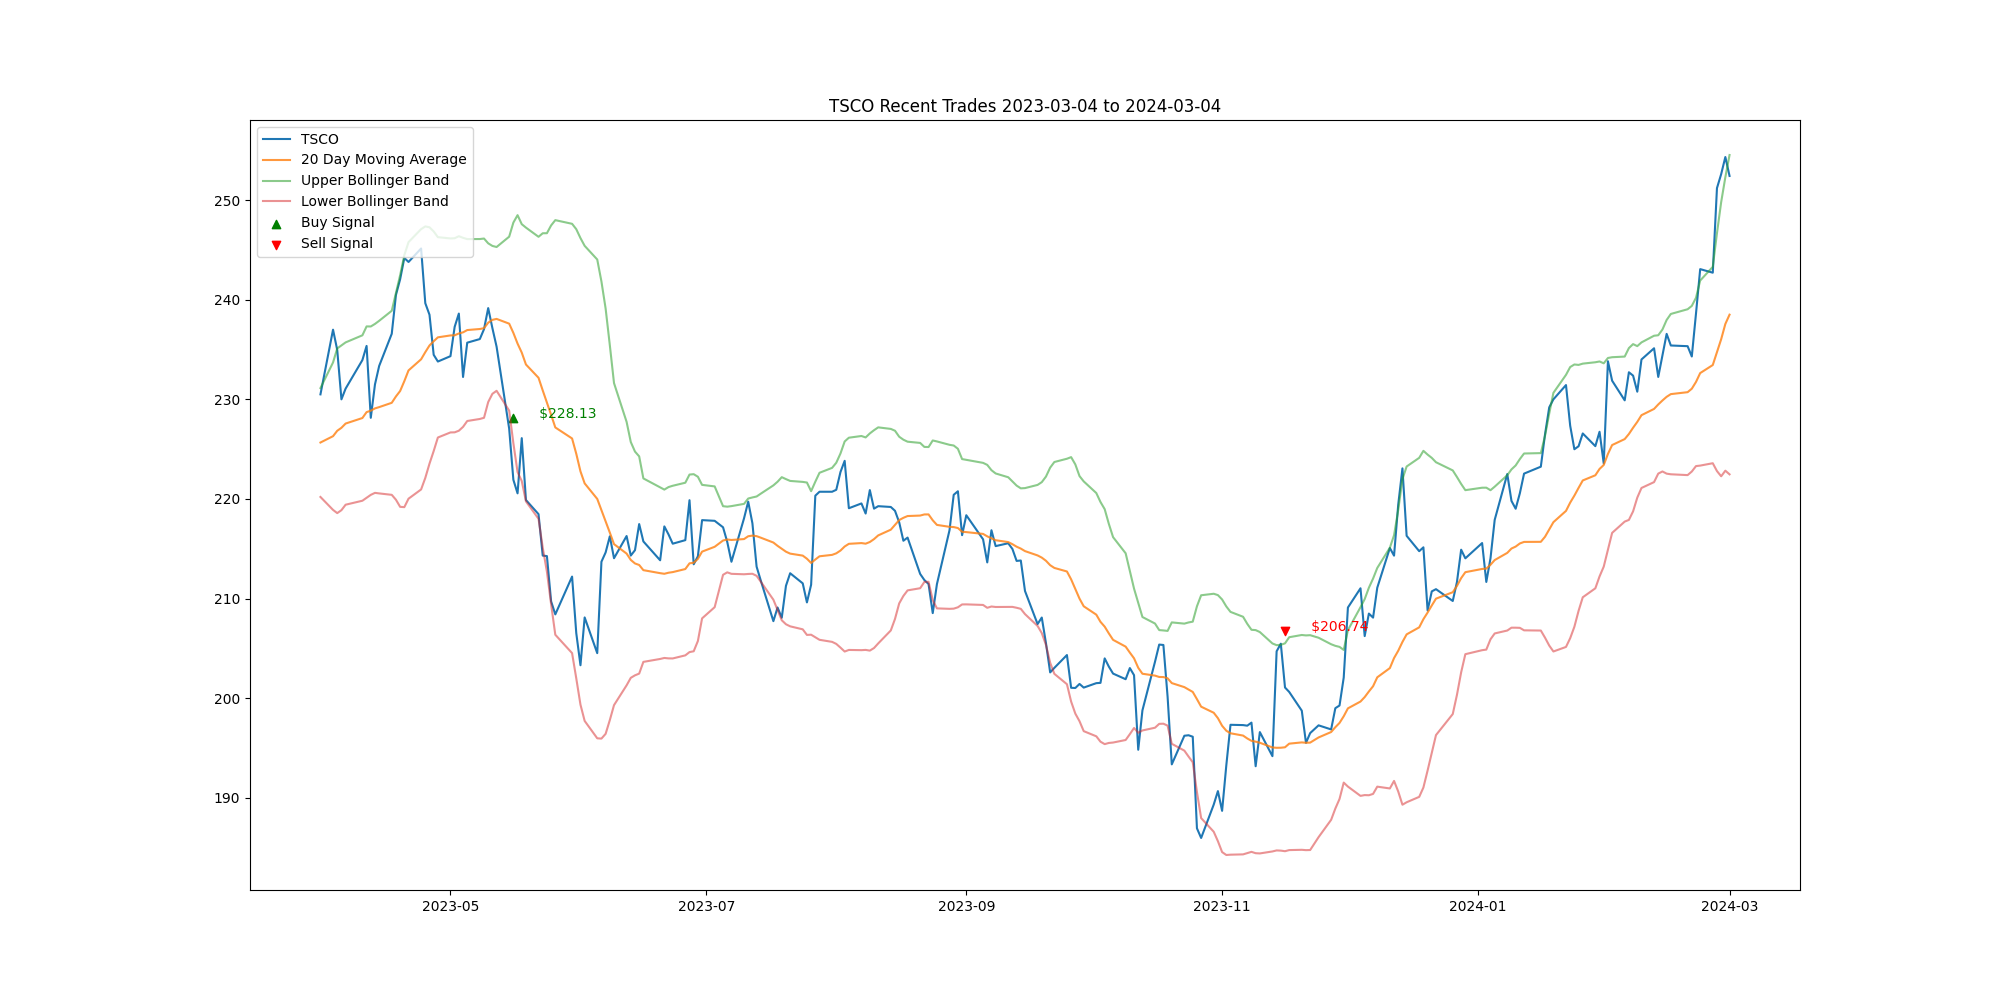 TSCO Recent Trades 2023-03-04 to 2024-03-04
TSCO
20 Day Moving Average
Upper Bollinger Band
Lower Bollinger Band
Buy Signal
Sell Signal
250
240
230
220
210
200
190
$228.13
$206.74
2023-05
2023-07
2023-09
2023-11
2024-01
2024-03